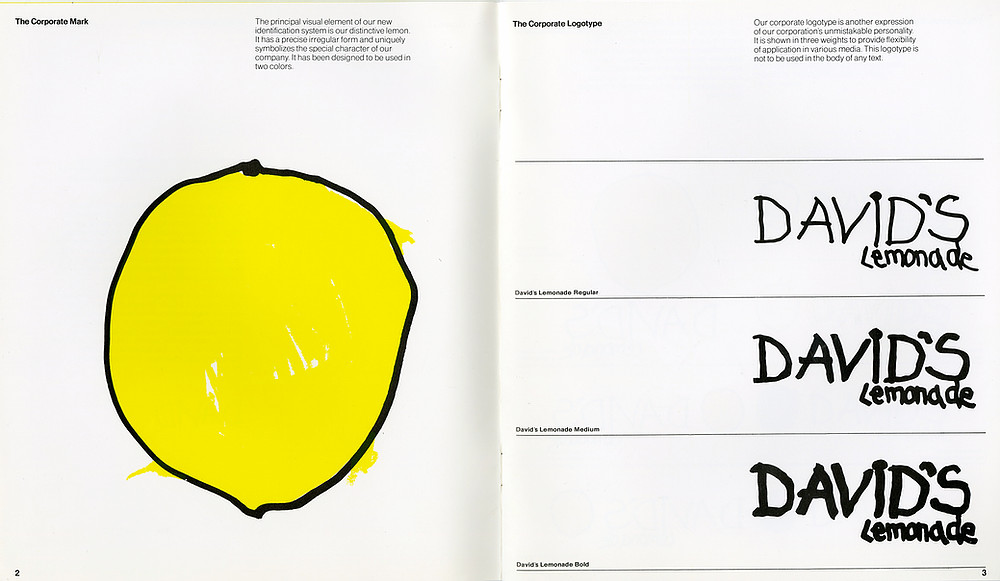 The Corporate Mark
The principal visual element of our new
identification system is our distinctive lemon.
It has a precise irregular form and uniquely
symbolizes the special character of our
company. It has been designed to be used in
two colors.
2
The Corporate Logotype
Our corporate logotype is another expression
of our corporation's unmistakable personality.
It is shown in three weights to provide flexibility
of application in various media. This logotype is
not to be used in the body of any text.
DAViD'S
Lemonade
David's Lemonade Regular
DAViD'S
Lemonade
David's Lemonade Medium
DAViD'S
Lemonade
David's Lemonade Bold
3